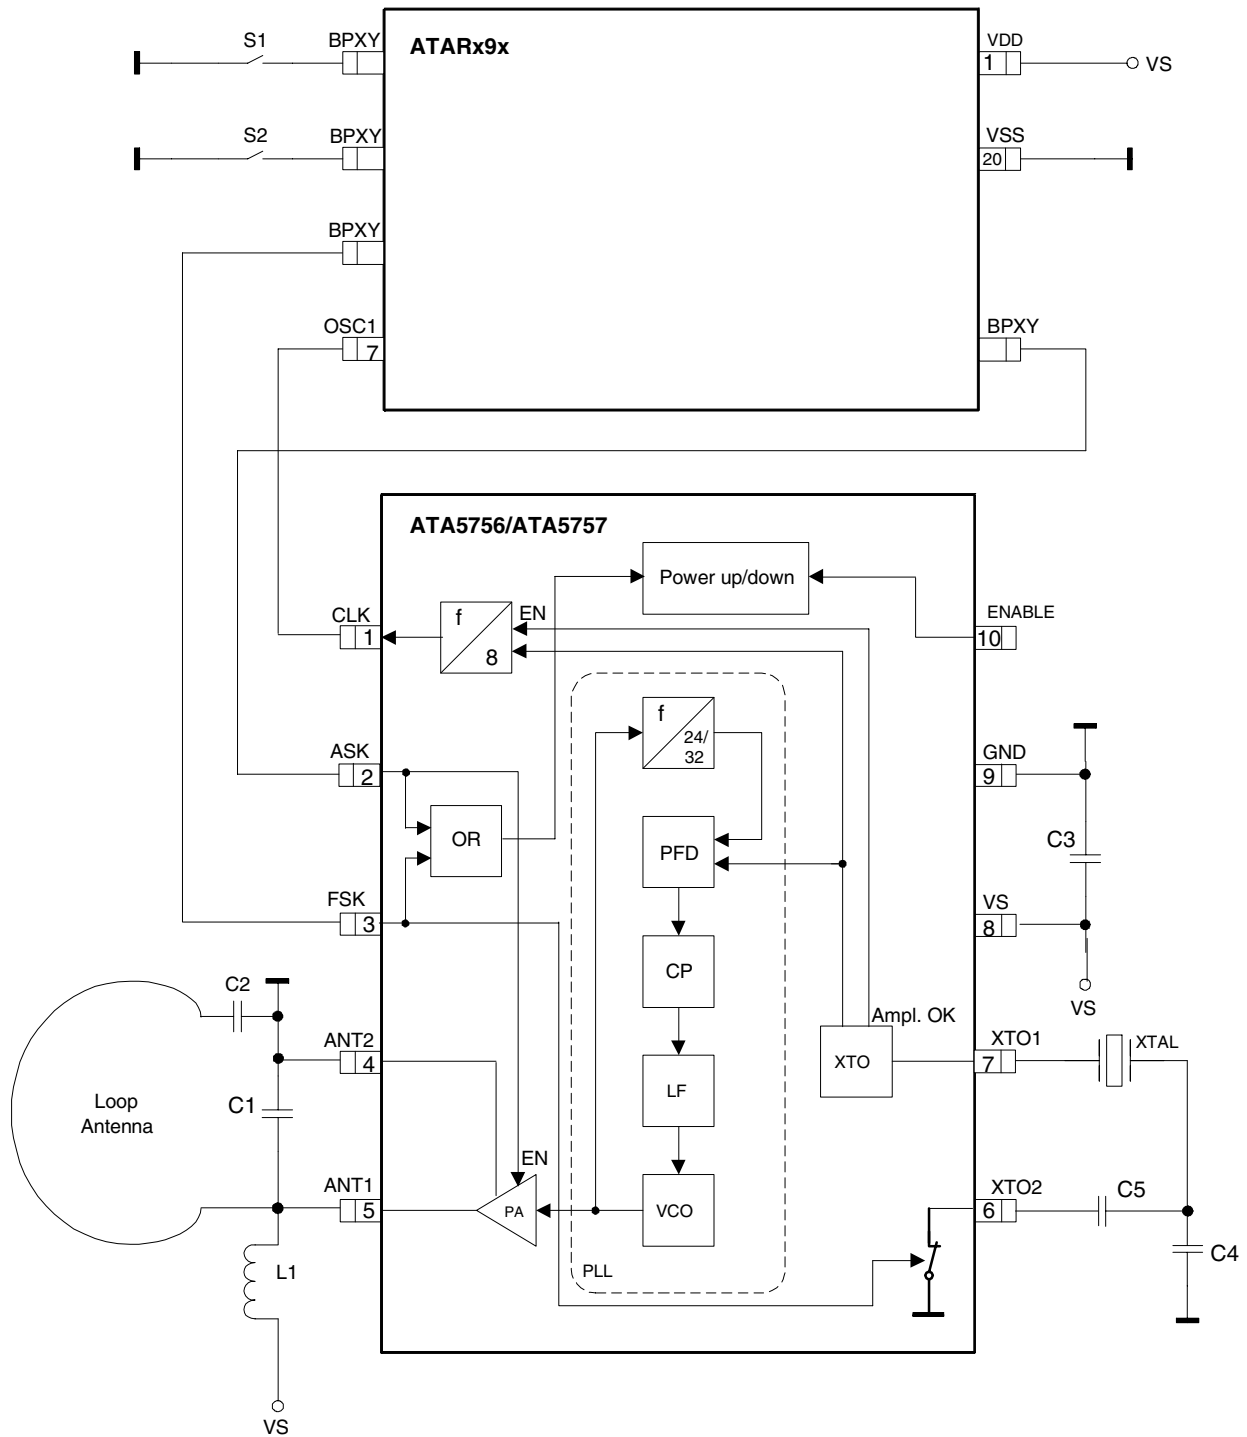 S1
BPXY
ATARx9x
VDD
1
VS
S2
BPXY
VSS
20
BPXY
OSC1
7
BPXY
ATA5756/ATA5757
Power up/down
CLK
1
f
8
EN
ENABLE
10
f
24/
32
ASK
2
GND
9
OR
PFD
C3
FSK
3
VS
8
CP
C2
VS
Ampl. OK
ANT2
4
XTO
XTO1
7
XTAL
Loop
Antenna
C1
LF
EN
ANT1
5
PA
VCO
XTO2
6
C5
C4
L1
PLL
VS